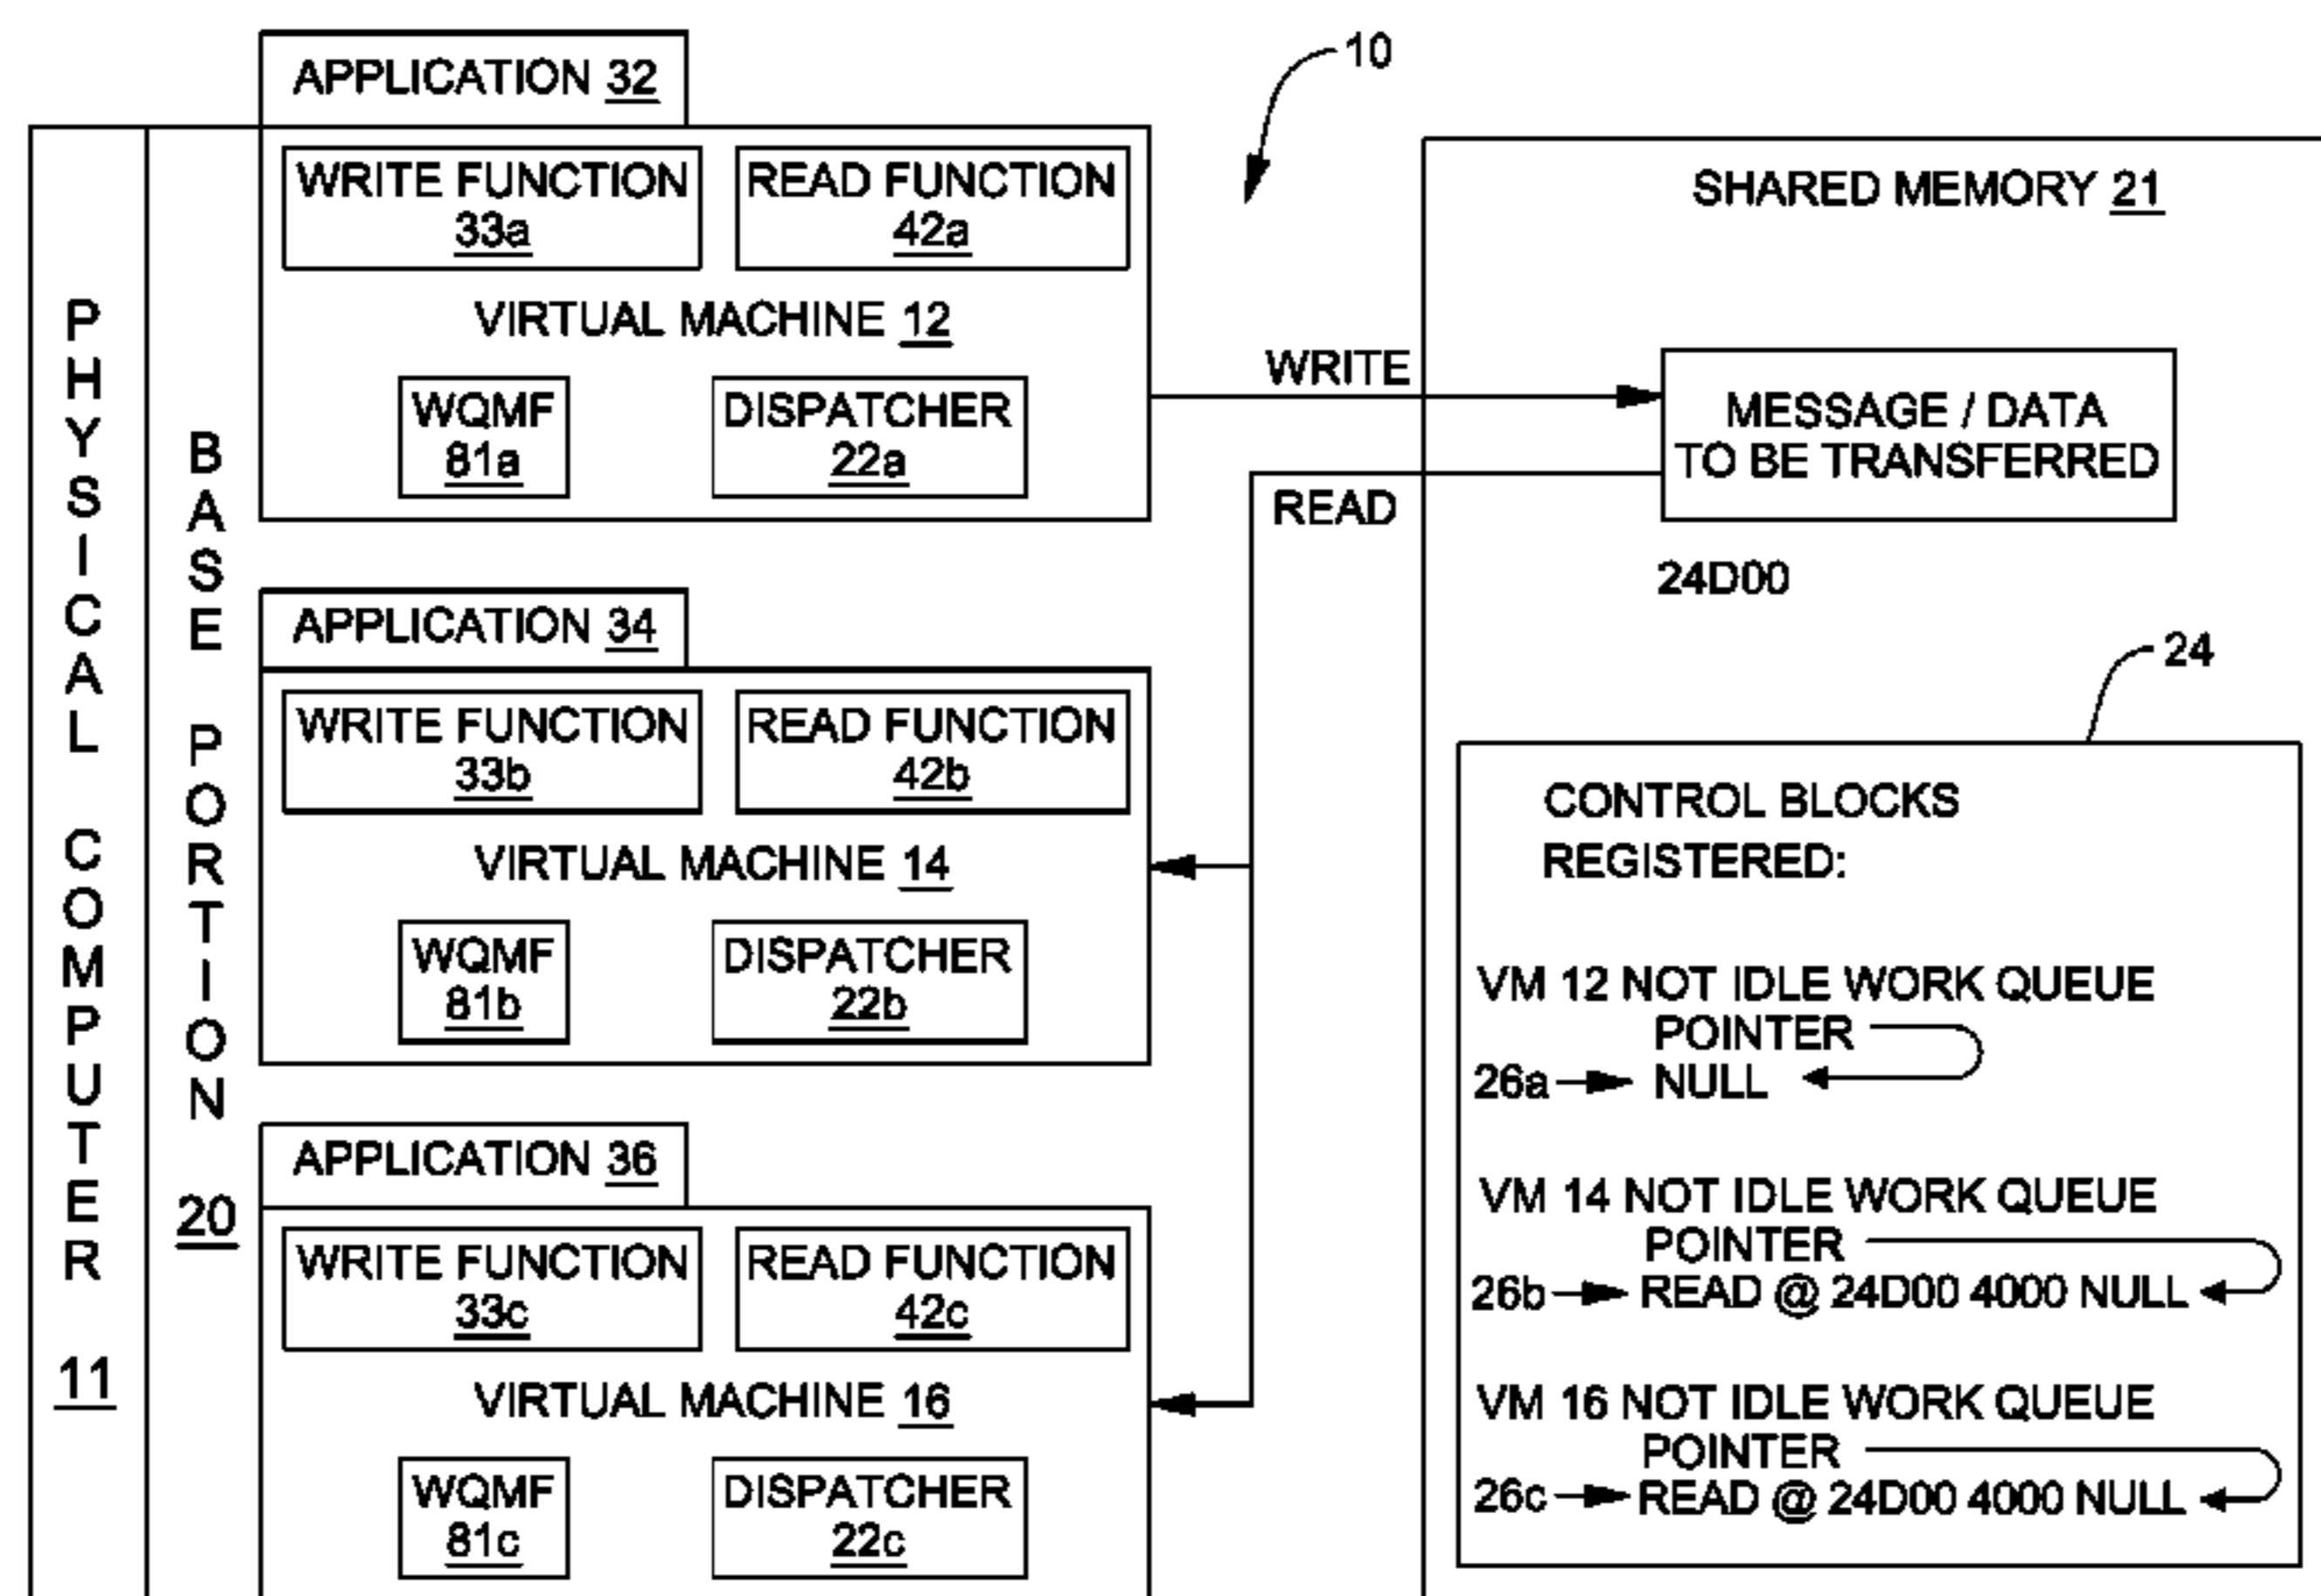 10
PHYSICAL COMPUTER
11
BASE PORTION
20
APPLICATION 32
WRITE FUNCTION
33a
READ FUNCTION
42a
VIRTUAL MACHINE 12
WQMF
81a
DISPATCHER
22a
APPLICATION 34
WRITE FUNCTION
33b
READ FUNCTION
42b
VIRTUAL MACHINE 14
WQMF
81b
DISPATCHER
22b
APPLICATION 36
WRITE FUNCTION
33c
READ FUNCTION
42c
VIRTUAL MACHINE 16
WQMF
81c
DISPATCHER
22c
WRITE
READ
SHARED MEMORY 21
MESSAGE / DATA
TO BE TRANSFERRED
24D00
24
CONTROL BLOCKS
REGISTERED:
VM 12 NOT IDLE WORK QUEUE
POINTER
26a NULL
VM 14 NOT IDLE WORK QUEUE
POINTER
26b READ @ 24D00 4000 NULL
VM 16 NOT IDLE WORK QUEUE
POINTER
26c READ @ 24D00 4000 NULL